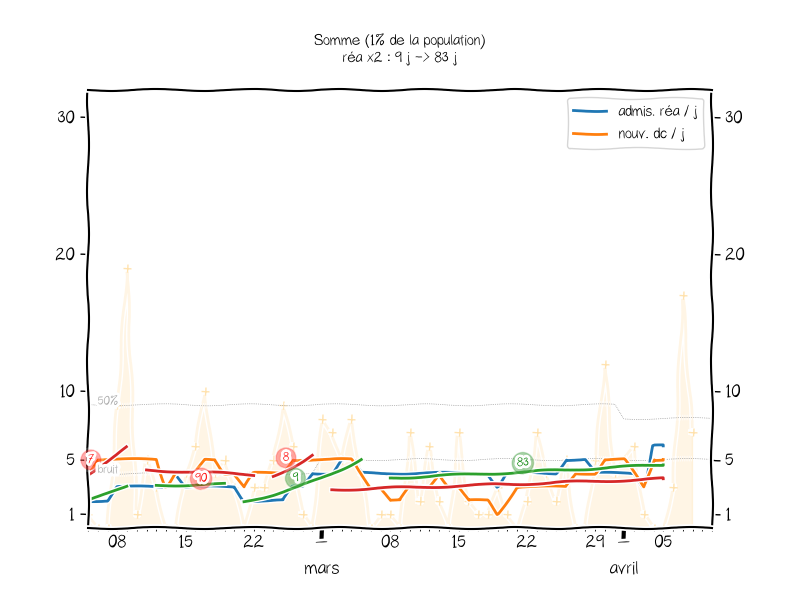 Somme (1% de la population)
réa x2 : 9 j -> 83 j
admis. réa / j
nouv. dc / j
30
30
20
20
10
10
50%
5
5
bruit
1
1
7
90
8
9
83
08 15 22 1 08 15 22 29 1 05
mars avril